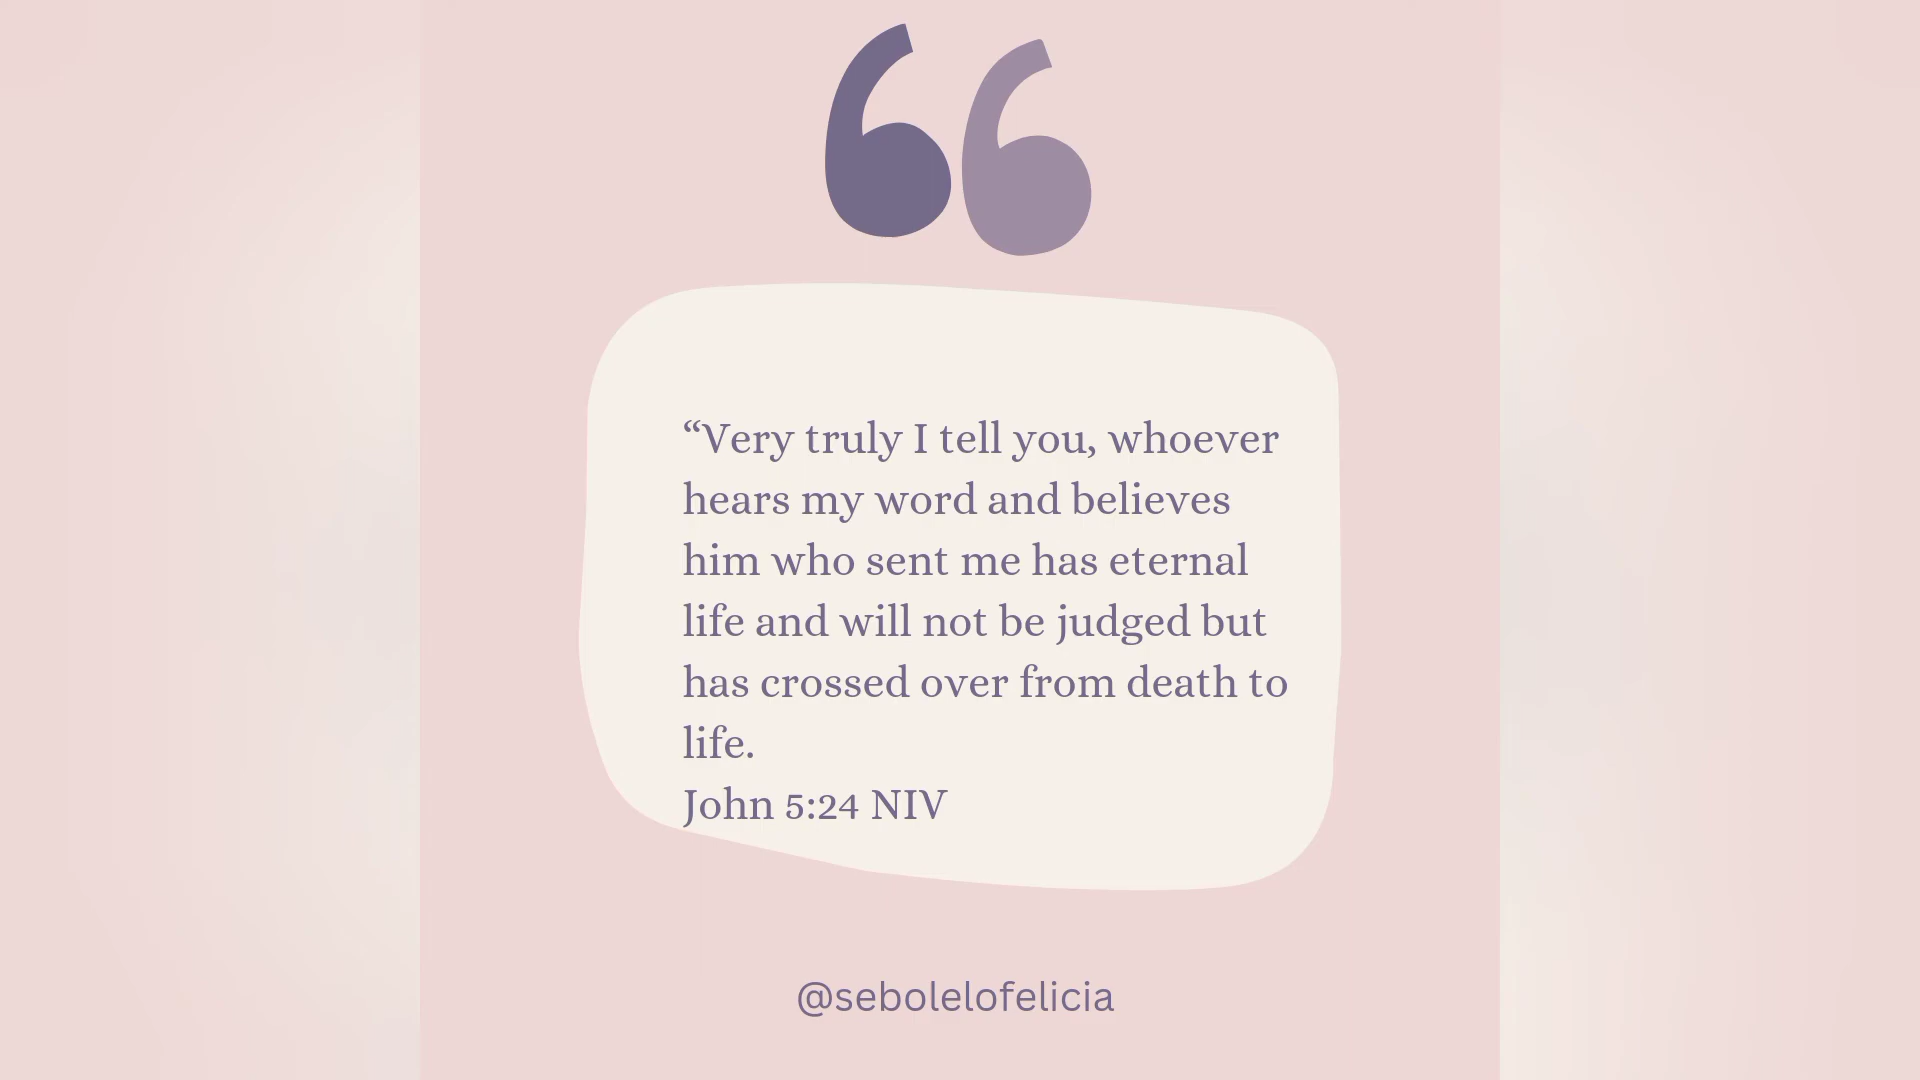 “Very truly I tell you, whoever
hears my word and believes
him who sent me has eternal
life and will not be judged but
has crossed over from death to
life.
John 5:24 NIV
@sebolelofelicia